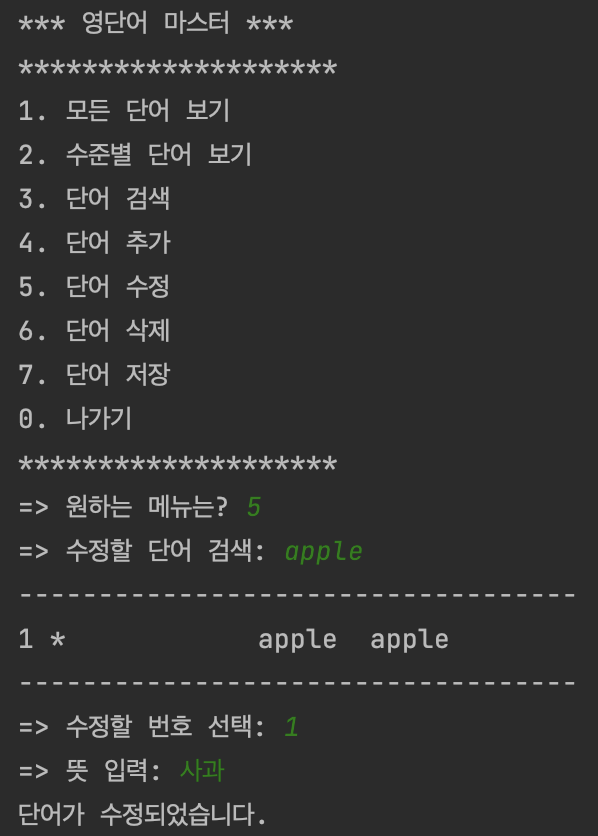 *** 영단어 마스터 ***
********************
1. 모든 단어 보기
2. 수준별 단어 보기
3. 단어 검색
4. 단어 추가
5. 단어 수정
6. 단어 삭제
7. 단어 저장
0. 나가기
********************
=> 원하는 메뉴는? 5
=> 수정할 단어 검색: apple
-----------------------------------
1 *            apple  apple
-----------------------------------
=> 수정할 번호 선택: 1
=> 뜻 입력: 사과
단어가 수정되었습니다.